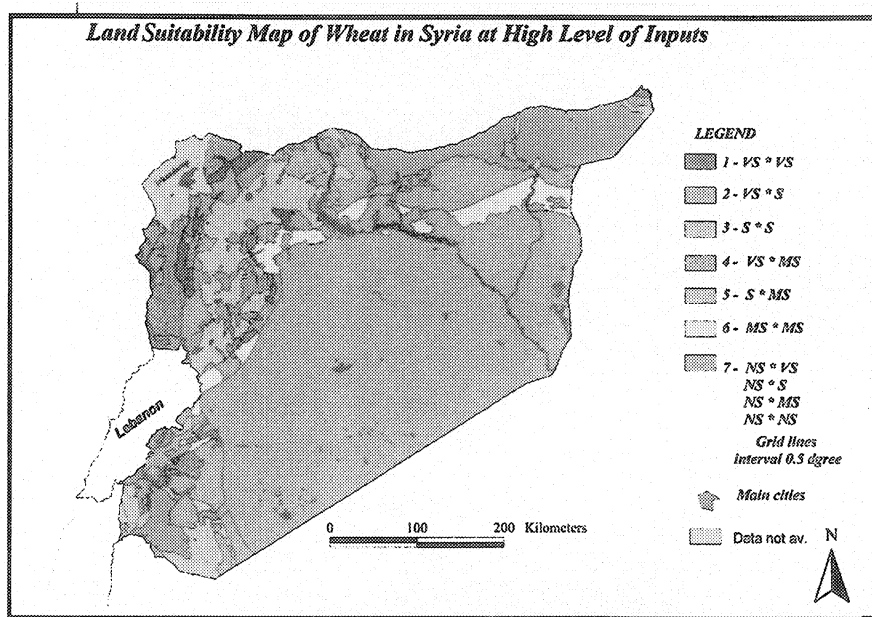 Land Suitability Map of Wheat in Syria at High Level of Inputs
LEGEND
1 - VS * VS
2 - VS * S
3 - S * S
4 - VS * MS
5 - S * MS
6 - MS * MS
7 - NS * VS
NS * S
NS * MS
NS * NS
Grid lines
interval 0.5 dgree
Main cities
Data not av.
N
Lebanon
0 100 200 Kilometers